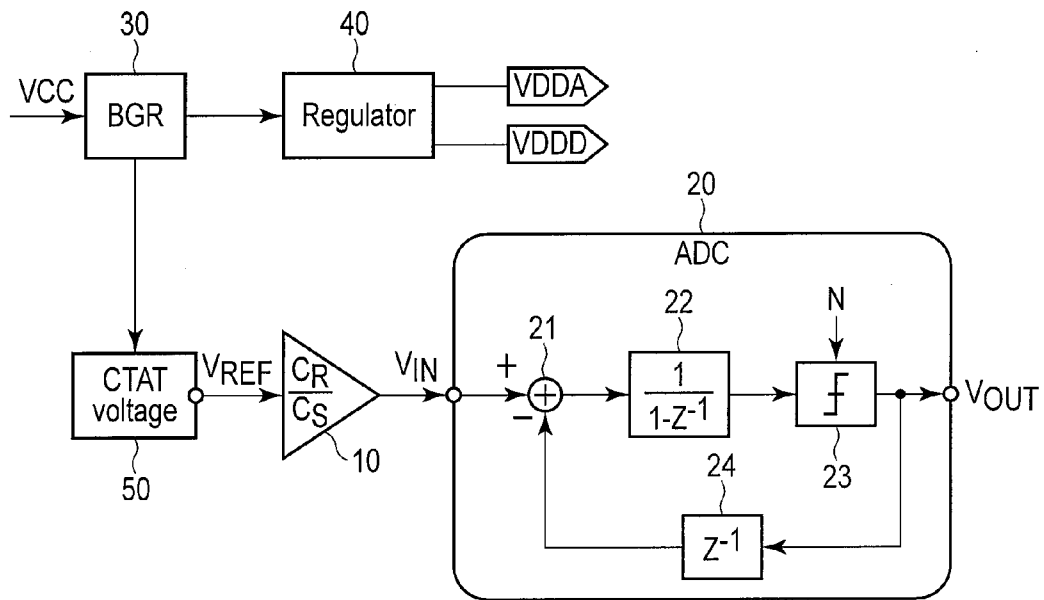 30
40
VCC
BGR
Regulator
VDDA
VDDD
20
ADC
CTAT
voltage
50
VREF
CR
CS
10
VIN
+
−
21
+
22
1
1-Z-1
N
23
VOUT
24
Z-1